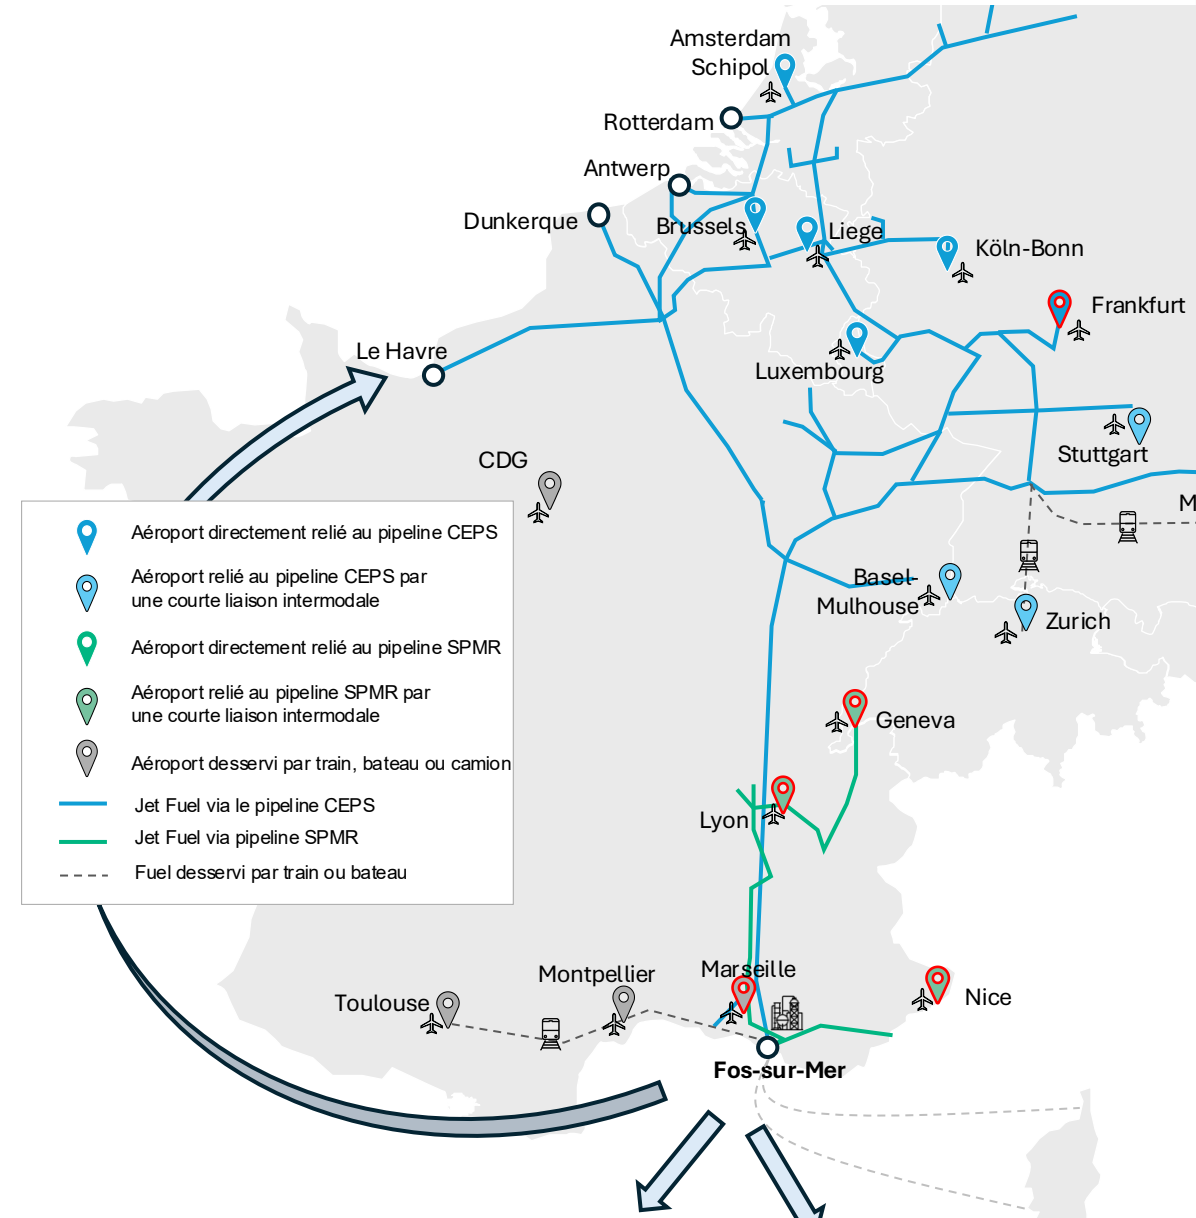 Amsterdam
Schipol
Rotterdam
Antwerp
Dunkerque
Brussels
Liege
Köln-Bonn
Frankfurt
Le Havre
Luxembourg
Stuttgart
CDG
M
Aéroport directement relié au pipeline CEPS
Aéroport relié au pipeline CEPS par
une courte liaison intermodale
Aéroport directement relié au pipeline SPMR
Aéroport relié au pipeline SPMR par
une courte liaison intermodale
Aéroport desservi par train, bateau ou camion
Jet Fuel via le pipeline CEPS
Jet Fuel via pipeline SPMR
Fuel desservi par train ou bateau
Basel-
Mulhouse
Zurich
Geneva
Lyon
Marseille
Montpellier
Toulouse
Nice
Fos-sur-Mer